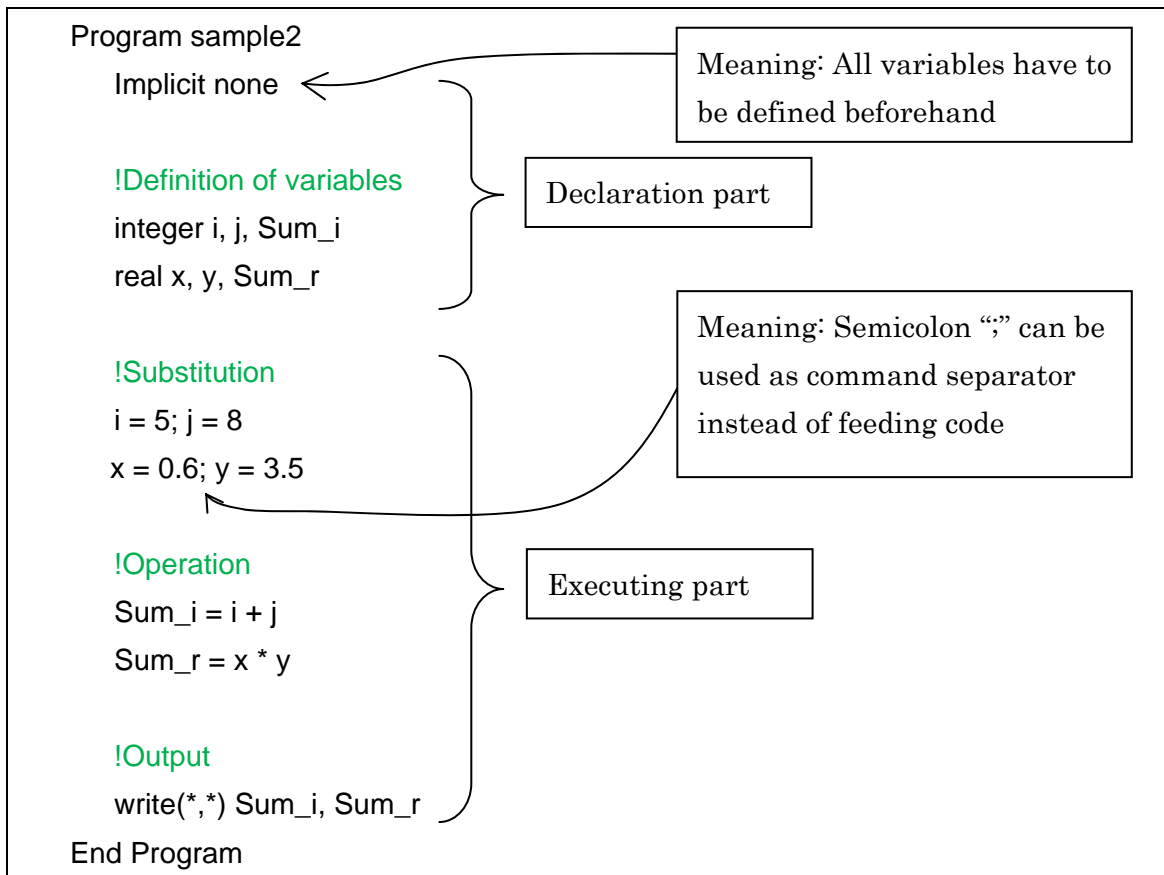 Program sample2
Implicit none
Meaning: All variables have to
be defined beforehand
!Definition of variables
integer i, j, Sum_i
real x, y, Sum_r
Declaration part
!Substitution
i = 5; j = 8
x = 0.6; y = 3.5
Meaning: Semicolon “;” can be
used as command separator
instead of feeding code
!Operation
Sum_i = i + j
Sum_r = x * y
Executing part
!Output
write(*,*) Sum_i, Sum_r
End Program